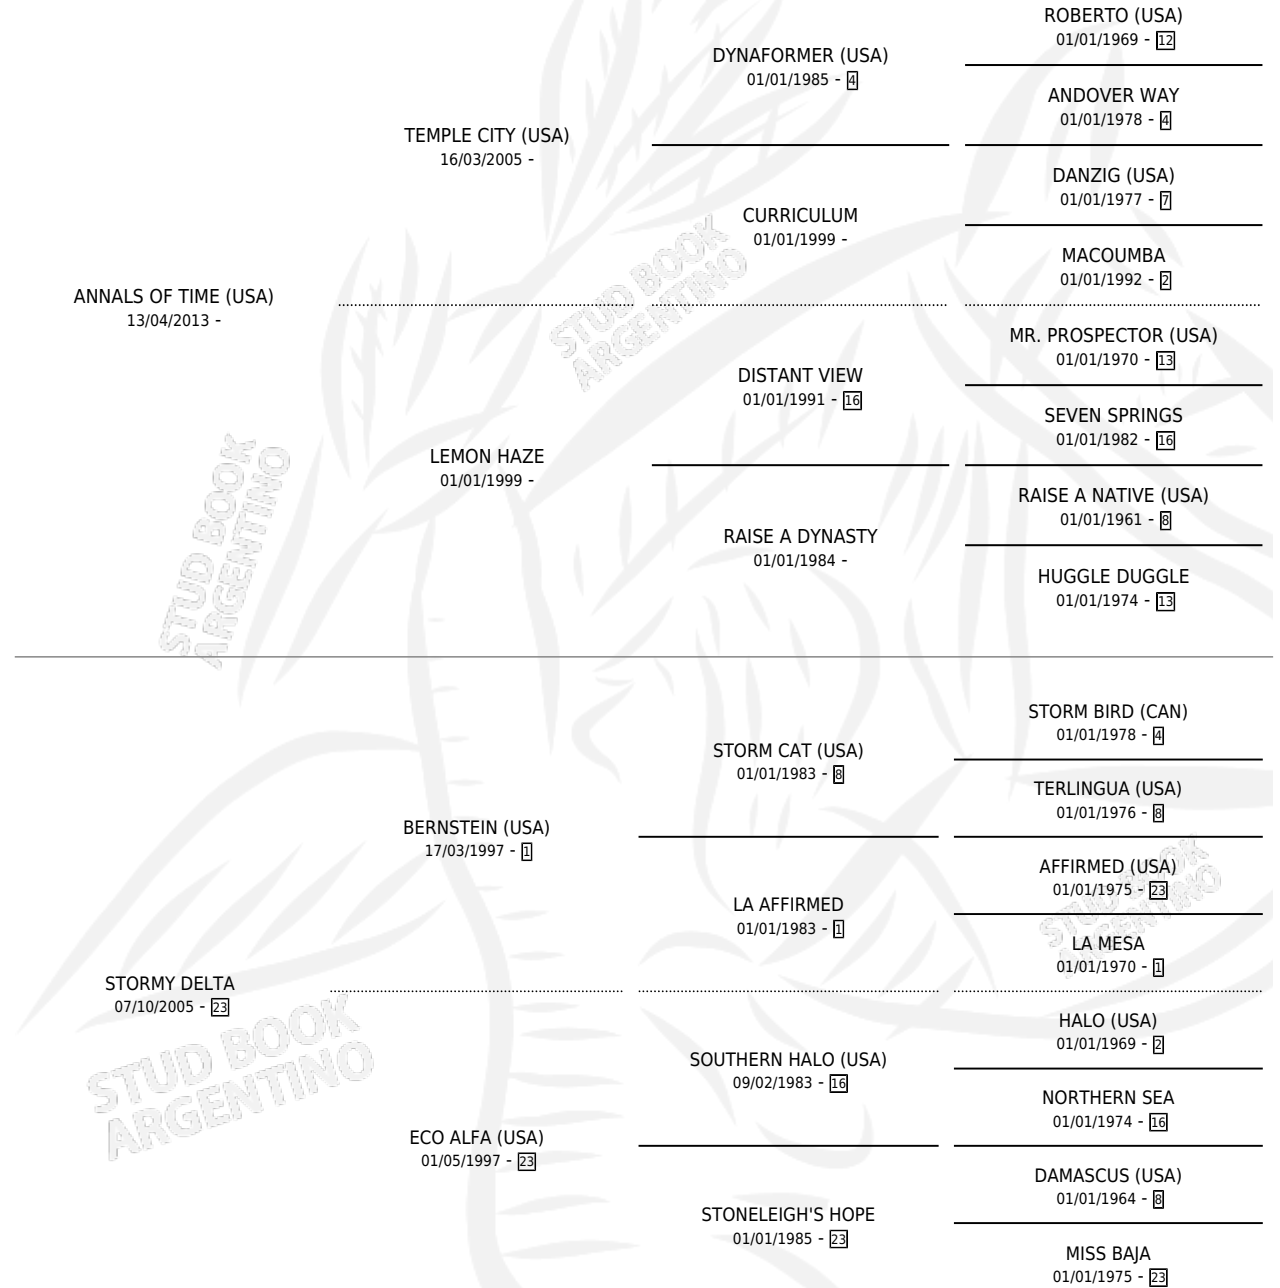 ROBERTO (USA)
01/01/1969 - 12
DYNAFORMER (USA)
01/01/1985 - 4
ANDOVER WAY
01/01/1978 - 4
TEMPLE CITY (USA)
16/03/2005 -
DANZIG (USA)
01/01/1977 - 7
CURRICULUM
01/01/1999 -
MACOUMBA
01/01/1992 - 2
ANNALS OF TIME (USA)
13/04/2013 -
STUD BOOK
ARGENTINO
MR. PROSPECTOR (USA)
01/01/1970 - 13
DISTANT VIEW
01/01/1991 - 16
SEVEN SPRINGS
01/01/1982 - 16
LEMON HAZE
01/01/1999 -
RAISE A NATIVE (USA)
01/01/1961 - 8
RAISE A DYNASTY
01/01/1984 -
HUGGLE DUGGLE
01/01/1974 - 13
STUD BOOK
ARGENTINO
STORM BIRD (CAN)
01/01/1978 - 4
STORM CAT (USA)
01/01/1983 - 8
TERLINGUA (USA)
01/01/1976 - 8
BERNSTEIN (USA)
17/03/1997 - 1
AFFIRMED (USA)
01/01/1975 - 23
LA AFFIRMED
01/01/1983 - 1
STUD BOOK
ARGENTINO
LA MESA
01/01/1970 - 1
STORMY DELTA
07/10/2005 - 23
HALO (USA)
01/01/1969 - 2
SOUTHERN HALO (USA)
09/02/1983 - 16
NORTHERN SEA
01/01/1974 - 16
STUD BOOK
ARGENTINO
ECO ALFA (USA)
01/05/1997 - 23
DAMASCUS (USA)
01/01/1964 - 8
STONELEIGH'S HOPE
01/01/1985 - 23
MISS BAJA
01/01/1975 - 23